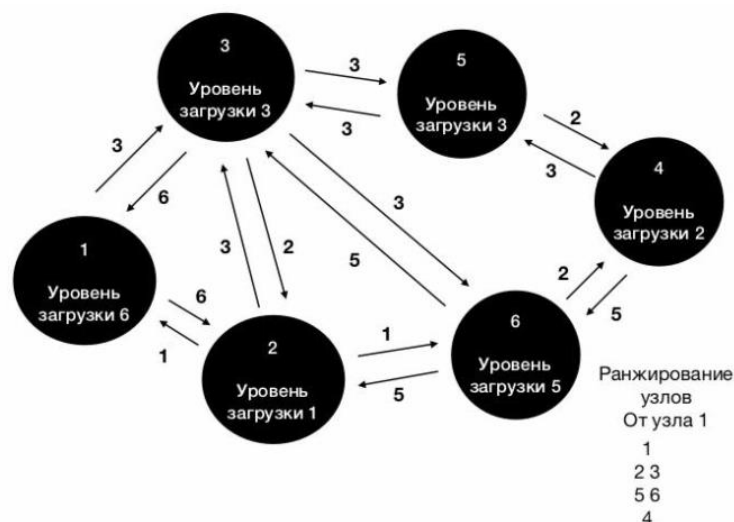 3
Уровень
загрузки 3
5
Уровень
загрузки 3
4
Уровень
загрузки 2
1
Уровень
загрузки 6
2
Уровень
загрузки 1
6
Уровень
загрузки 5
3
3
2
3
3
6
3
2
3
5
6
1
1
5
2
5
Ранжирование
узлов
От узла 1
1
2 3
5 6
4